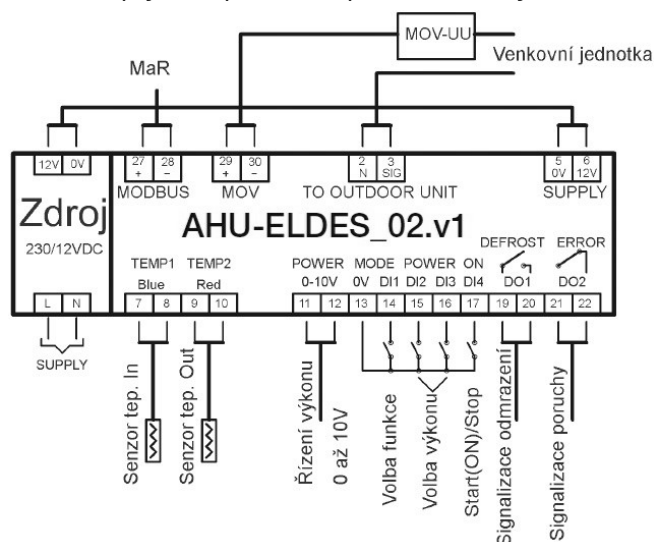 MOV-UU
Venkovní jednotka
MaR
12V 0V
27 28 29 30 2 3 5 6
+ − + − N SIG 0V 12V
MODBUS MOV TO OUTDOOR UNIT SUPPLY
Zdroj
230/12VDC
AHU-ELDES_02.v1
DEFROST ERROR
TEMP1 TEMP2 POWER MODE POWER ON
Blue Red 0-10V 0V DI1 DI2 DI3 DI4 DO1 DO2
L N 7 8 9 10 11 12 13 14 15 16 17 19 20 21 22
SUPPLY
Senzor tep. In
Senzor tep. Out
Řízení výkonu
0 až 10V
Volba funkce
Volba výkonu
Start(ON)/Stop
Signalizace odmrazení
Signalizace poruchy